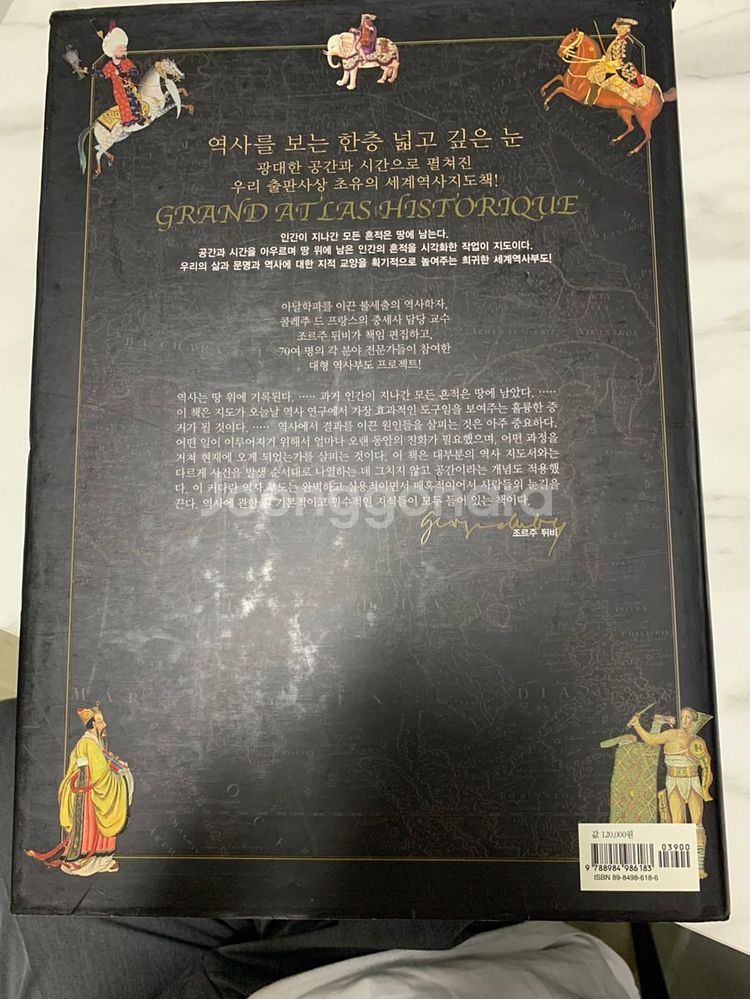 역사를 보는 한층 넓고 깊은 눈
광대한 공간과 시간으로 펼쳐진
우리 출판사상 초유의 세계역사지도책!
GRAND ATLAS HISTORIQUE
인간이 지나간 모든 흔적은 땅에 남는다.
공간과 시간을 아우르며 땅 위에 남은 인간의 흔적을 시각화한 작업이 지도이다.
우리의 삶과 문명과 역사에 대한 지적 교양을 획기적으로 높여주는 희귀한 세계역사부도!
아날학파를 이끈 불세출의 역사학자,
콜레주 드 프랑스의 중세사 담당 교수
조르주 뒤비가 책임 편집하고,
70여 명의 각 분야 전문가들이 참여한
대형 역사부도 프로젝트!
역사는 땅 위에 기록된다. ‥‥‥ 과거 인간이 지나간 모든 흔적은 땅에 남았다. ‥‥‥
이 책은 지도가 오늘날 역사 연구에서 가장 효과적인 도구임을 보여주는 훌륭한 증
거가 될 것이다. ‥‥‥ 역사에서 결과를 이끈 원인들을 살피는 것은 아주 중요하다.
어떤 일이 이루어지기 위해서 얼마나 오랜 동안의 진화가 필요했으며, 어떤 과정을
거쳐 현재에 오게 되었는가를 살피는 것이다. 이 책은 대부분의 역사 지도서와는
다르게 사건을 발생 순서대로 나열하는 데 그치지 않고 공간이라는 개념도 적용했
다. 이 커다란 역사 부도는 완벽하고 실용적이면서 매혹적이어서 사람들의 눈길을
끈다. 역사에 관한 기본적이고 필수적인 지식들이 모두 들어 있는 책이다.
joonggonara
조르주 뒤비
값 120,000원
03900
9 788984 986183
ISBN 89-8498-618-6